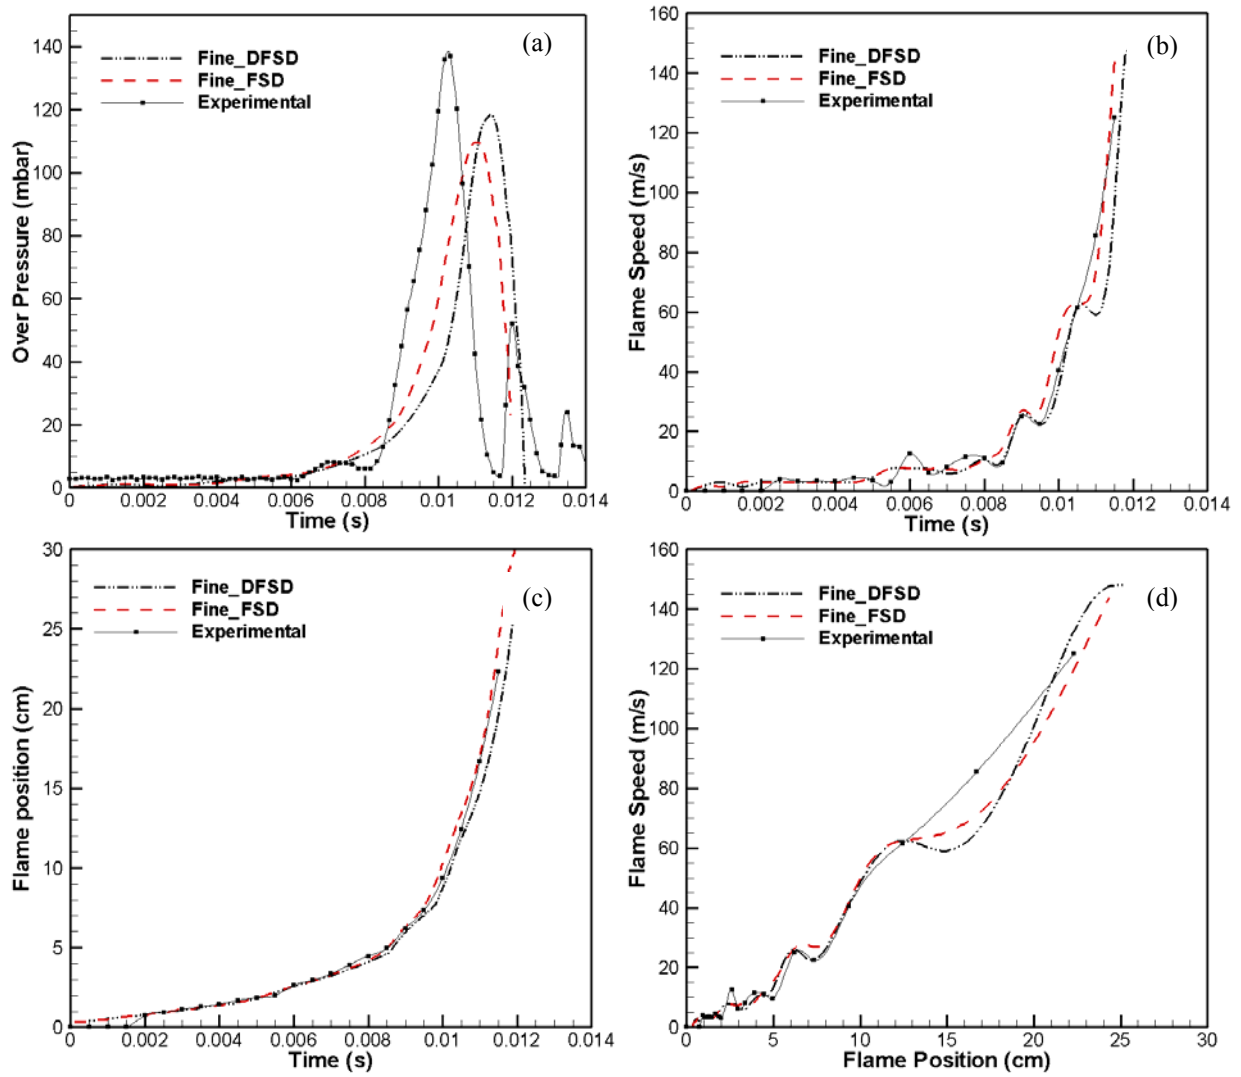 (a)
Fine_DFSD
Fine_FSD
Experimental
140
120
100
80
60
40
20
0
Over Pressure (mbar)
0
0.002
0.004
0.006
0.008
0.01
0.012
0.014
Time (s)
(b)
Fine_DFSD
Fine_FSD
Experimental
160
140
120
100
80
60
40
20
0
Flame Speed (m/s)
0
0.002
0.004
0.006
0.008
0.01
0.012
0.014
Time (s)
(c)
Fine_DFSD
Fine_FSD
Experimental
30
25
20
15
10
5
0
Flame position (cm)
0
0.002
0.004
0.006
0.008
0.01
0.012
0.014
Time (s)
(d)
Fine_DFSD
Fine_FSD
Experimental
160
140
120
100
80
60
40
20
0
Flame Speed (m/s)
0
5
10
15
20
25
30
Flame Position (cm)